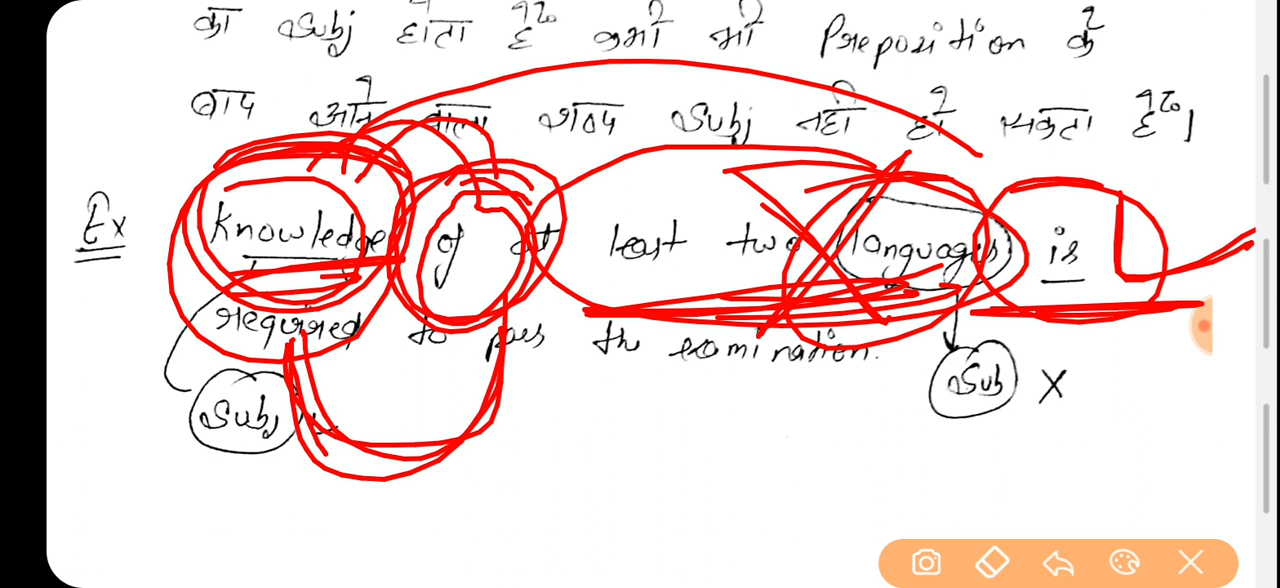 का Subj होता है कभी भी Preposition के
बाद आने वाला शब्द Subj नही हो सकता है।
Ex Knowledge of at least two languages is
required to pass the examination.
Subj Sub X